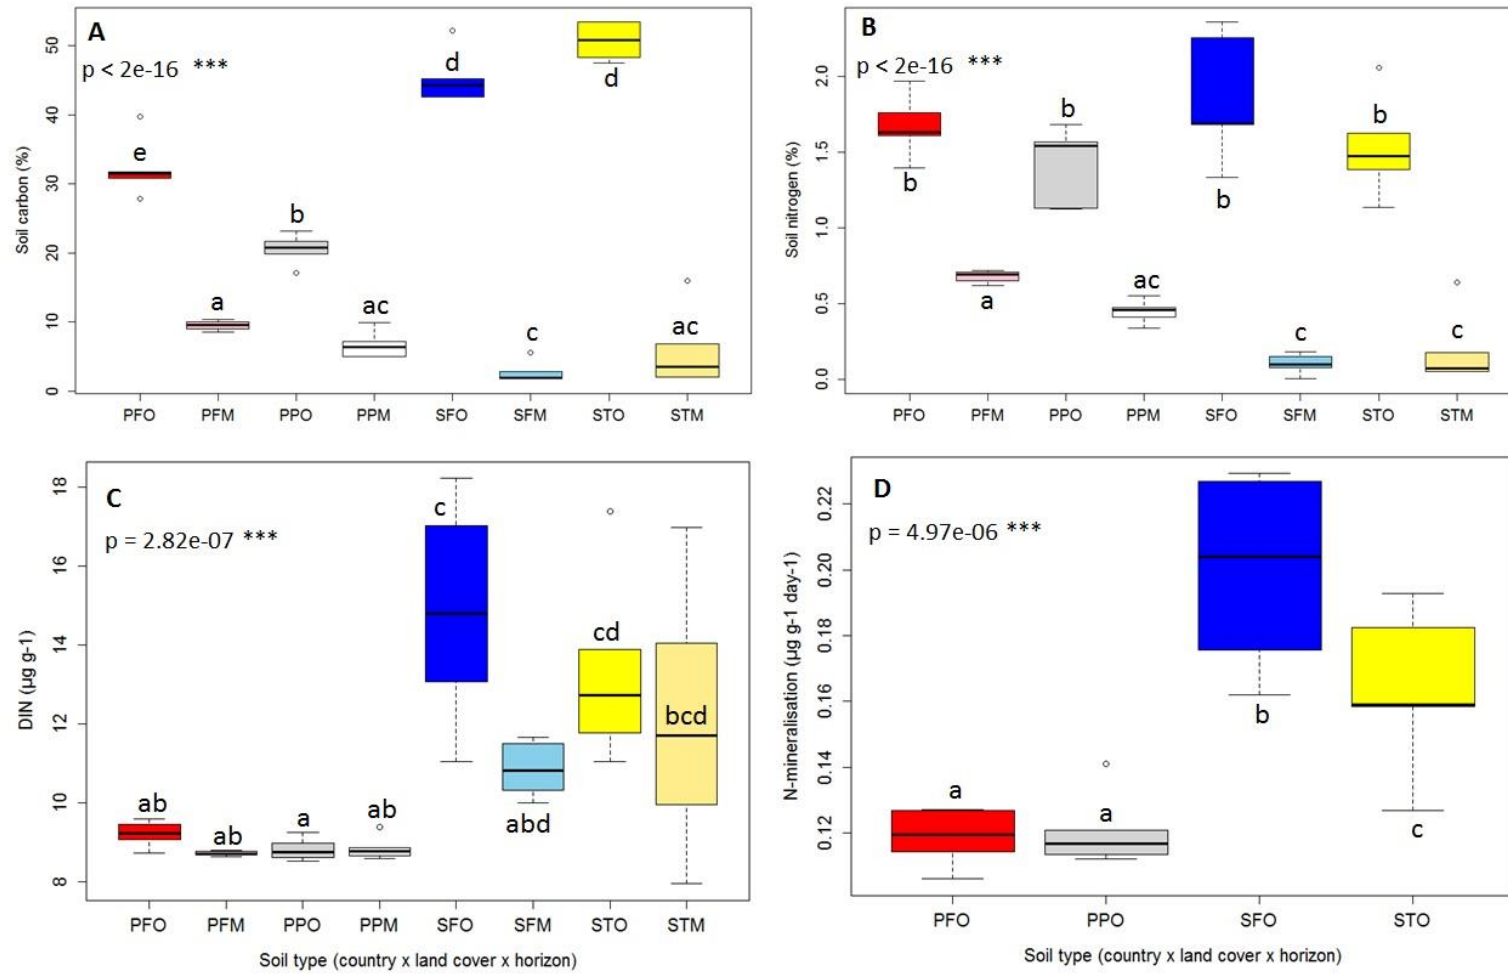 A
p < 2e-16 ***
Soil carbon (%)
50
40
30
20
10
0
e
a
b
ac
d
c
d
ac
PFO PFM PPO PPM SFO SFM STO STM
B
p < 2e-16 ***
Soil nitrogen (%)
2.0
1.5
1.0
0.5
0.0
b
a
b
ac
b
c
b
c
PFO PFM PPO PPM SFO SFM STO STM
C
p = 2.82e-07 ***
DIN (µg g-1)
18
16
14
12
10
8
ab
ab
a
ab
c
abd
cd
bcd
PFO PFM PPO PPM SFO SFM STO STM
Soil type (country x land cover x horizon)
D
p = 4.97e-06 ***
N-mineralisation (µg g-1 day-1)
0.22
0.20
0.18
0.16
0.14
0.12
a
a
b
c
PFO PPO SFO STO
Soil type (country x land cover x horizon)